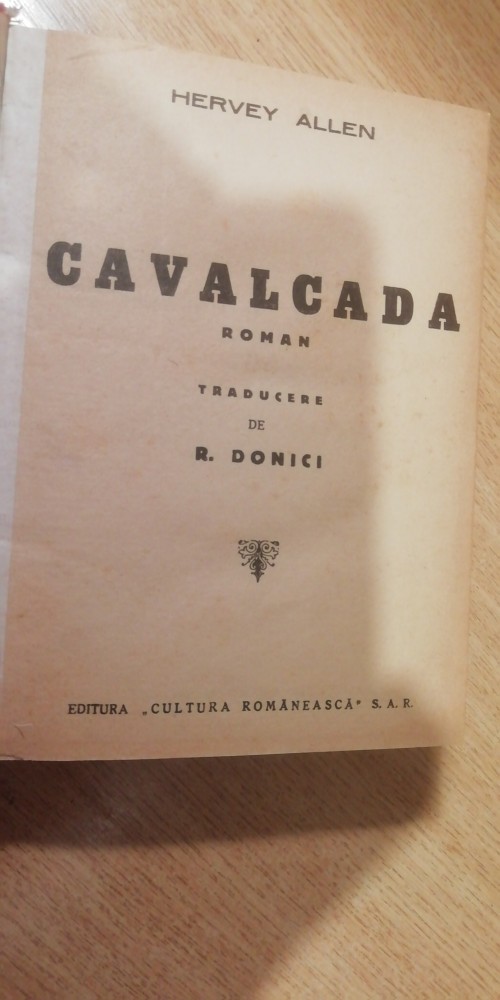 HERVEY ALLEN
CAVALCADA
ROMAN
TRADUCERE
DE
R. DONICI
EDITURA „CULTURA ROMÂNEASCĂ" S. A. R.